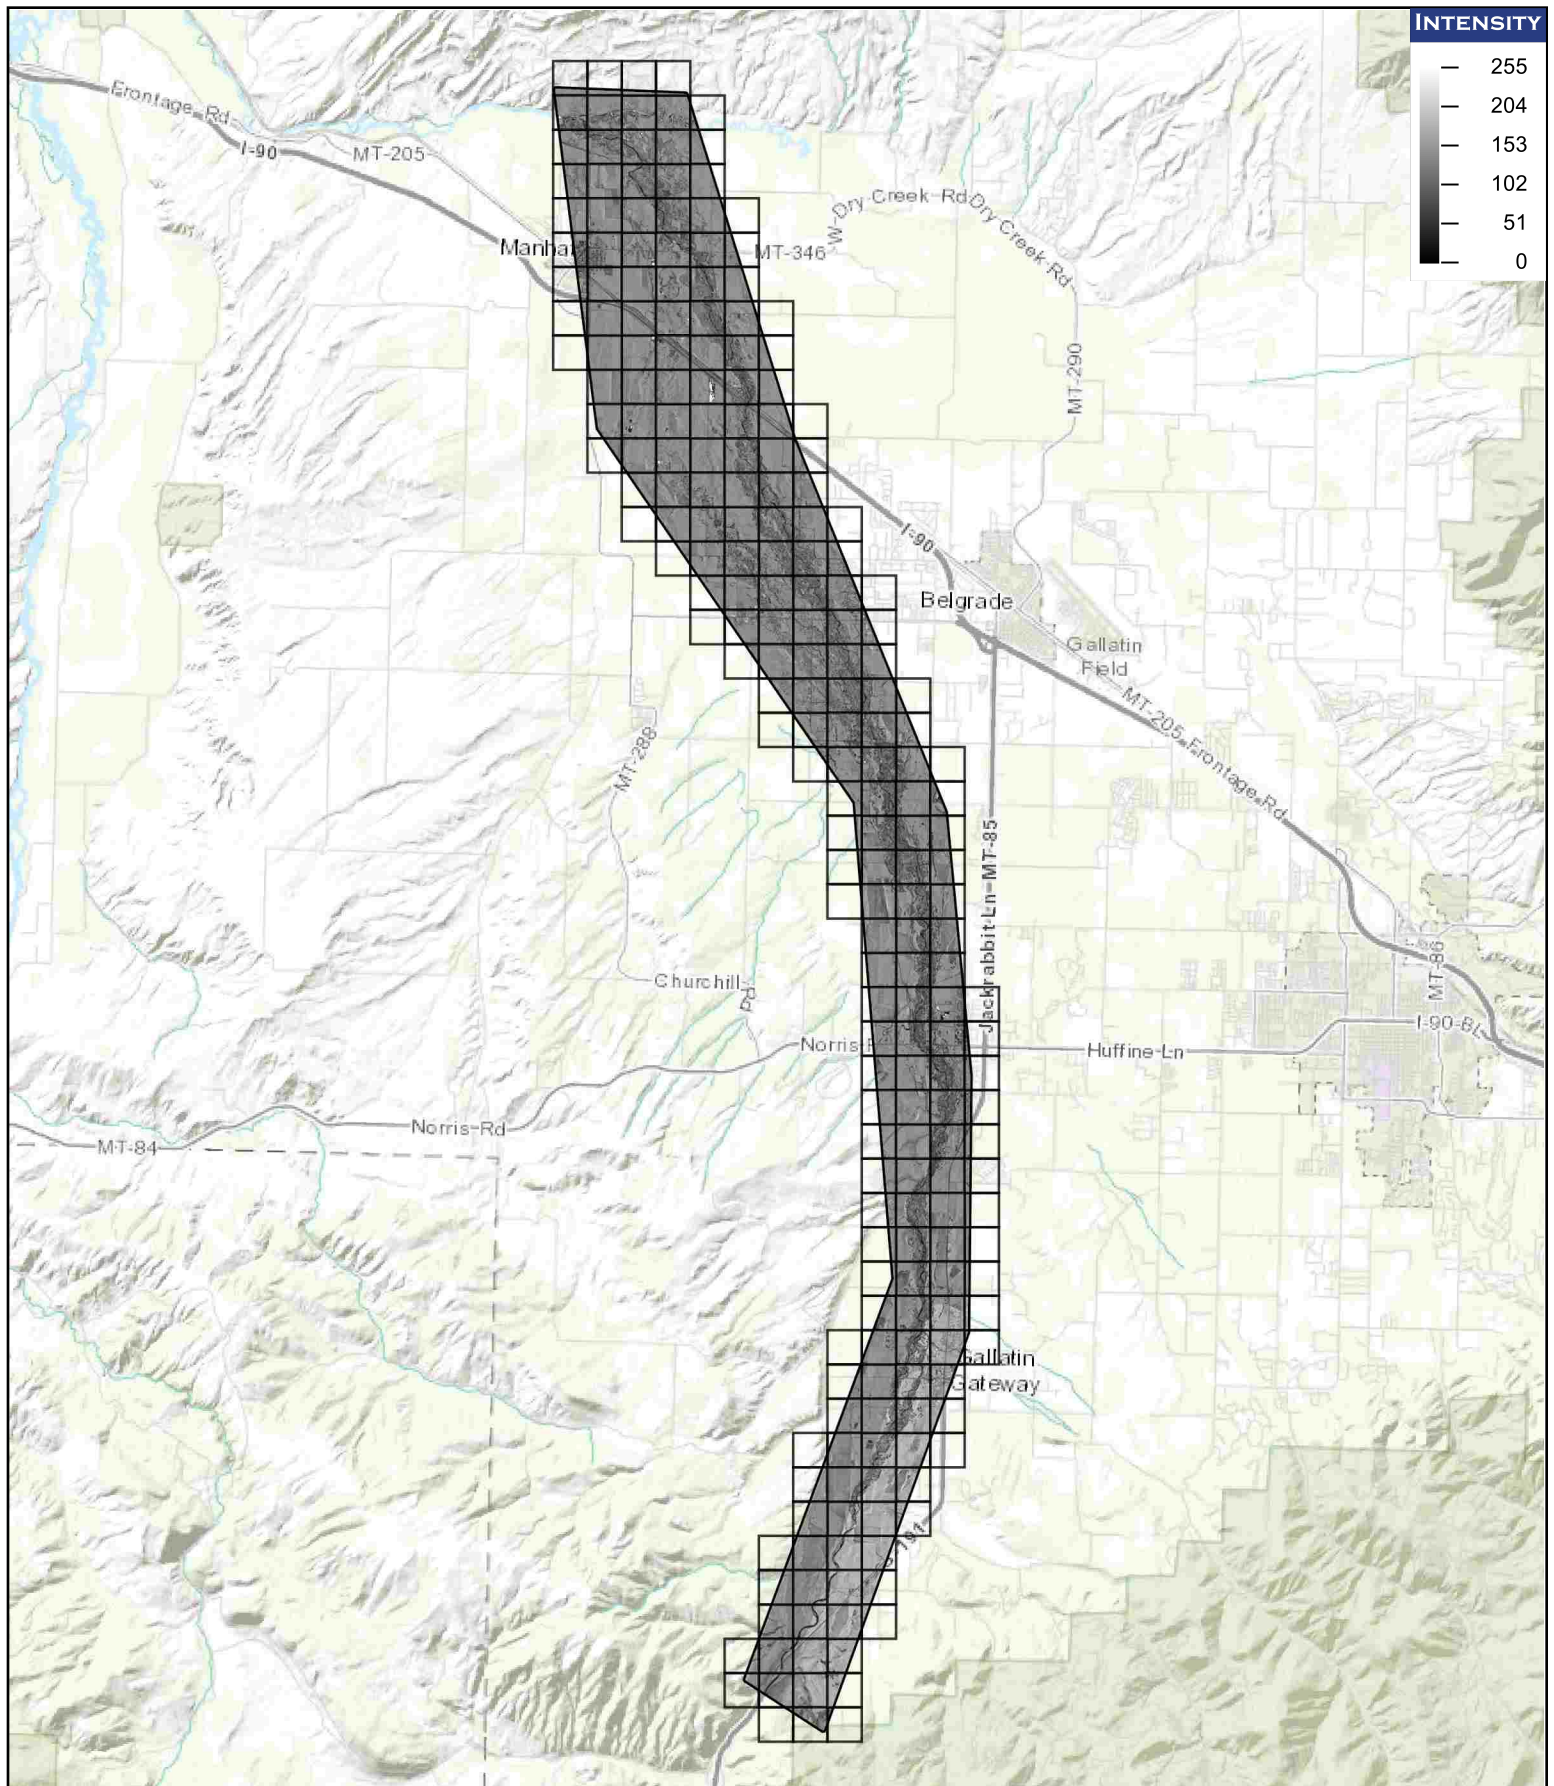 INTENSITY
255
204
153
102
51
0
Frontage Rd
I-90
MT-205
W Dry Creek Rd
Dry Creek Rd
MT-346
MT-290
I-90
Belgrade
Gallatin
Field
MT-205
Frontage Rd
MT-288
Jackrabbit Ln
MT-85
MT-86
Churchill Rd
I-90-BL
Huffine Ln
Norris Rd
MT-84
Gallatin
Gateway